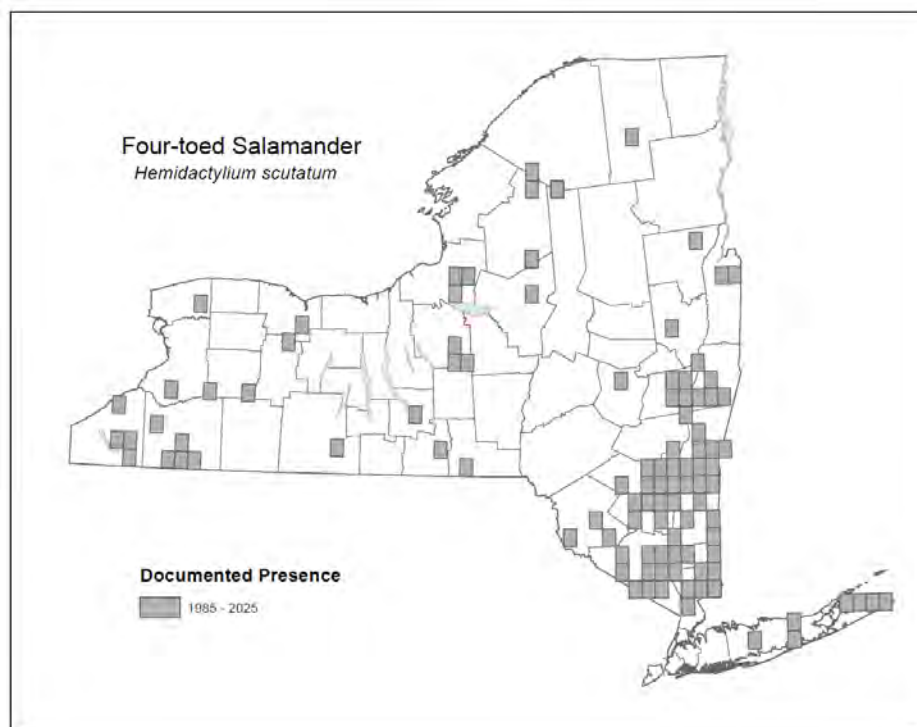 Four-toed Salamander
Hemidactylium scutatum
Documented Presence
1985 - 2025